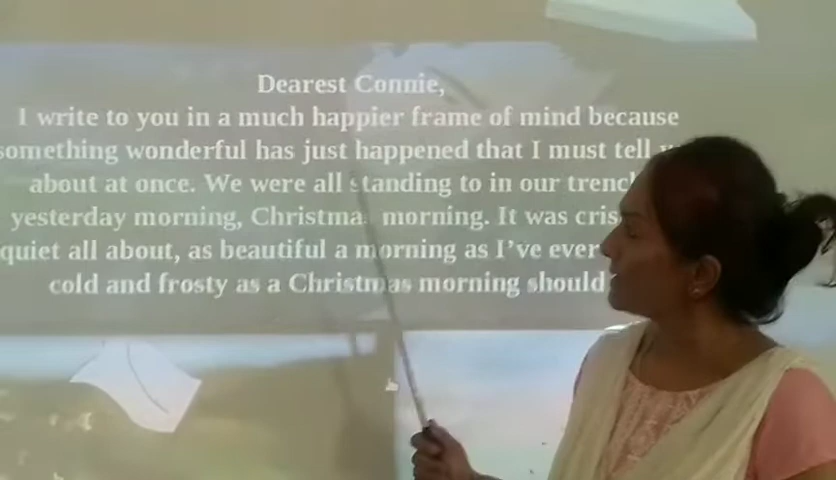 Dearest Connie,
I write to you in a much happier frame of mind because
something wonderful has just happened that I must tell
about at once. We were all standing to in our trench
yesterday morning, Christmas morning. It was
quiet all about, as beautiful a morning as I've ever
cold and frosty as a Christmas morning should